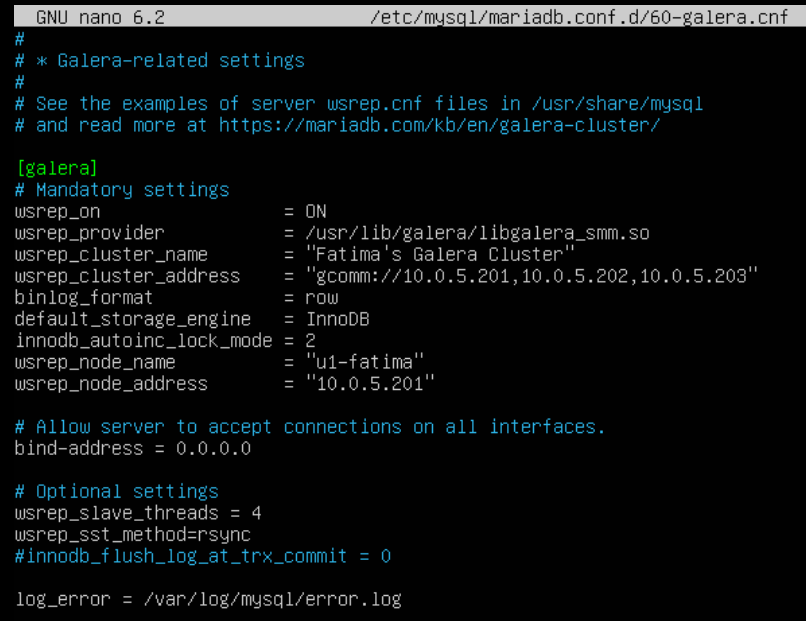 GNU nano 6.2 /etc/mysql/mariadb.conf.d/60-galera.cnf
#
# * Galera-related settings
#
# See the examples of server wsrep.cnf files in /usr/share/mysql
# and read more at https://mariadb.com/kb/en/galera-cluster/
[galera]
# Mandatory settings
wsrep_on = ON
wsrep_provider = /usr/lib/galera/libgalera_smm.so
wsrep_cluster_name = "Fatima's Galera Cluster"
wsrep_cluster_address = "gcomm://10.0.5.201,10.0.5.202,10.0.5.203"
binlog_format = row
default_storage_engine = InnoDB
innodb_autoinc_lock_mode = 2
wsrep_node_name = "u1-fatima"
wsrep_node_address = "10.0.5.201"
# Allow server to accept connections on all interfaces.
bind-address = 0.0.0.0
# Optional settings
wsrep_slave_threads = 4
wsrep_sst_method=rsync
#innodb_flush_log_at_trx_commit = 0
log_error = /var/log/mysql/error.log